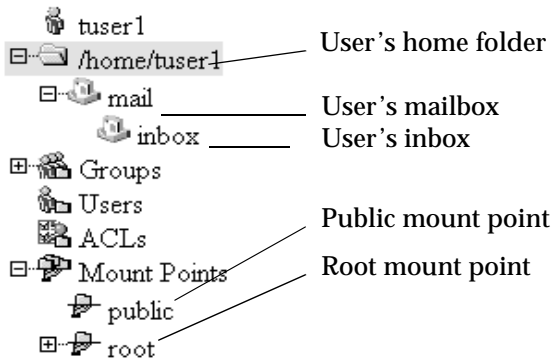 tuser1
/home/tuser1 User's home folder
mail User's mailbox
inbox User's inbox
Groups
Users
ACLs
Mount Points
public Public mount point
root Root mount point